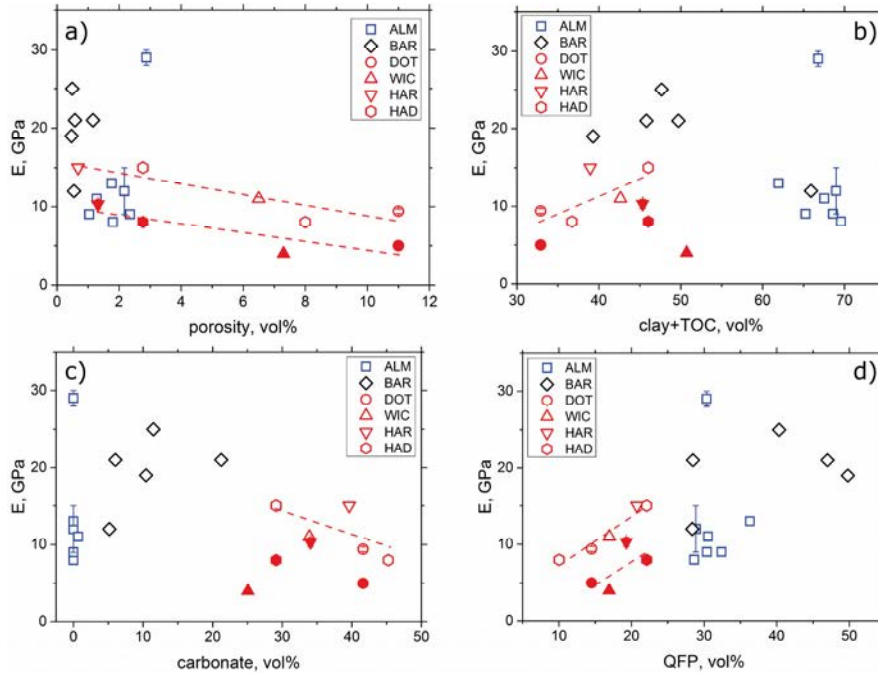 a)
ALM
BAR
DOT
WIC
HAR
HAD
E, GPa
30
20
10
0
0 2 4 6 8 10 12
porosity, vol%
b)
ALM
BAR
DOT
WIC
HAR
HAD
E, GPa
30
20
10
0
30 40 50 60 70
clay+TOC, vol%
c)
ALM
BAR
DOT
WIC
HAR
HAD
E, GPa
30
20
10
0
0 10 20 30 40 50
carbonate, vol%
d)
ALM
BAR
DOT
WIC
HAR
HAD
E, GPa
30
20
10
0
10 20 30 40 50
QFP, vol%